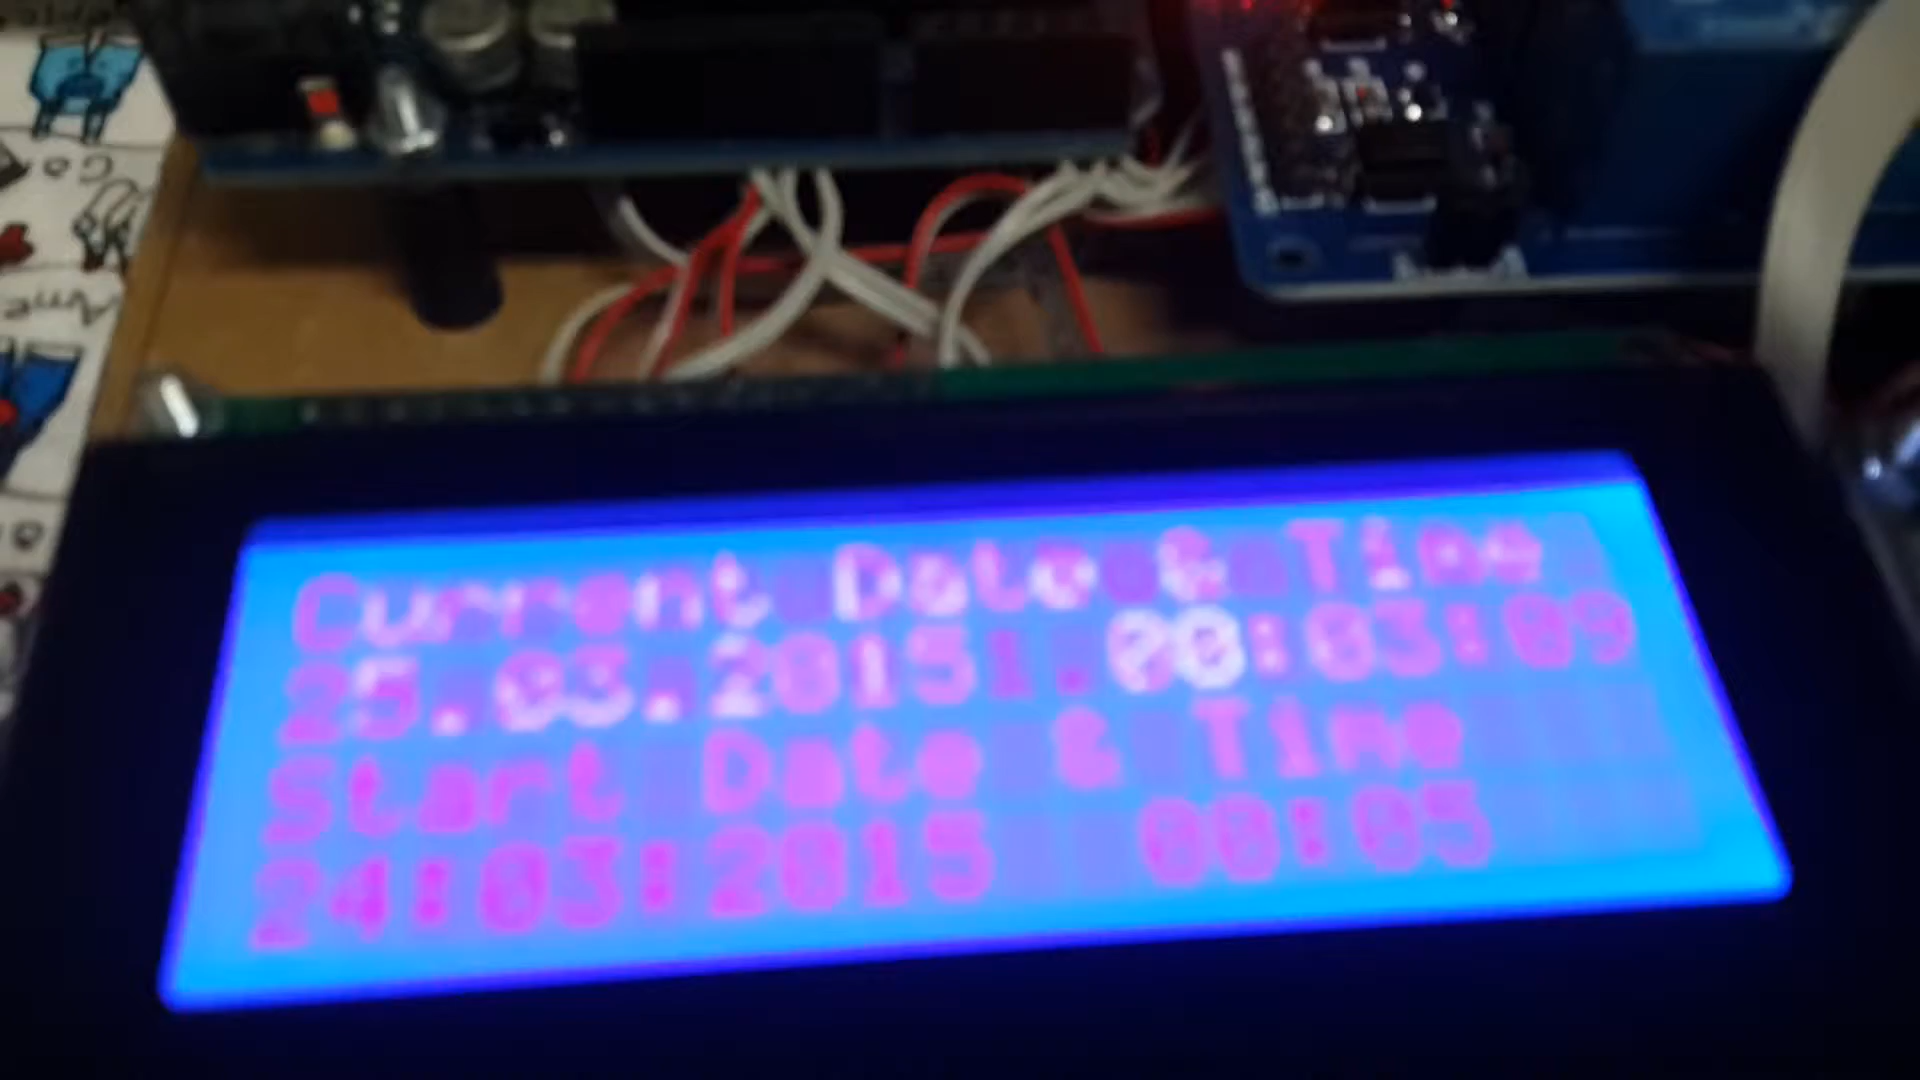 Current Date & Time
25.03.2015 00:03:09
Start Date & Time
24:03:2015 00:05